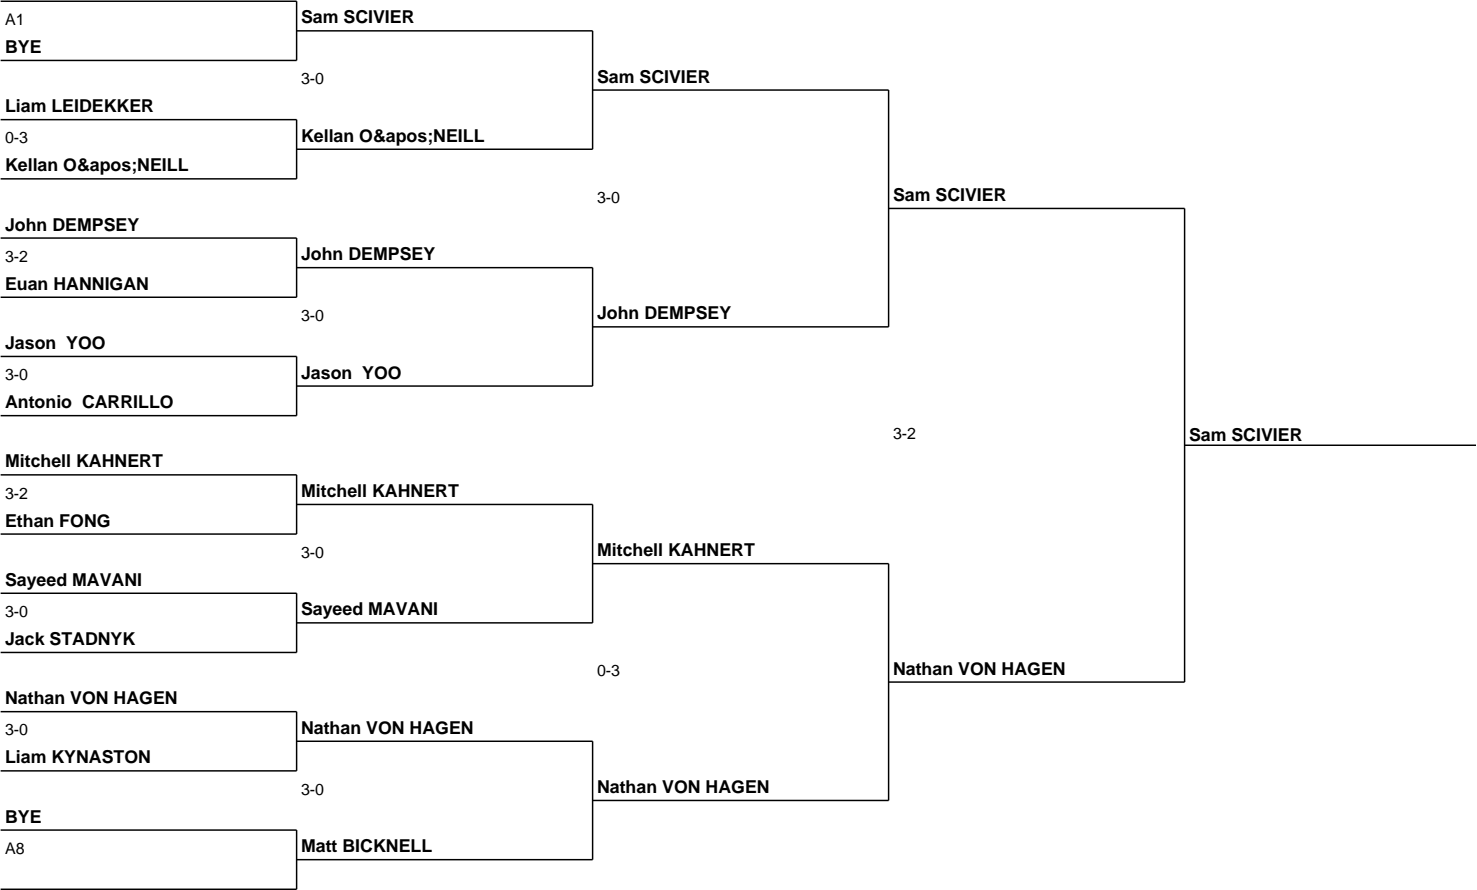 A1
BYE
Liam LEIDEKKER
0-3
Kellan O&apos;NEILL
John DEMPSEY
3-2
Euan HANNIGAN
Jason  YOO
3-0
Antonio  CARRILLO
Mitchell KAHNERT
3-2
Ethan FONG
Sayeed MAVANI
3-0
Jack STADNYK
Nathan VON HAGEN
3-0
Liam KYNASTON
BYE
A8
Sam SCIVIER
3-0
Kellan O&apos;NEILL
John DEMPSEY
3-0
Jason  YOO
Mitchell KAHNERT
3-0
Sayeed MAVANI
Nathan VON HAGEN
3-0
Matt BICKNELL
Sam SCIVIER
3-0
John DEMPSEY
Mitchell KAHNERT
0-3
Nathan VON HAGEN
Sam SCIVIER
3-2
Nathan VON HAGEN
Sam SCIVIER